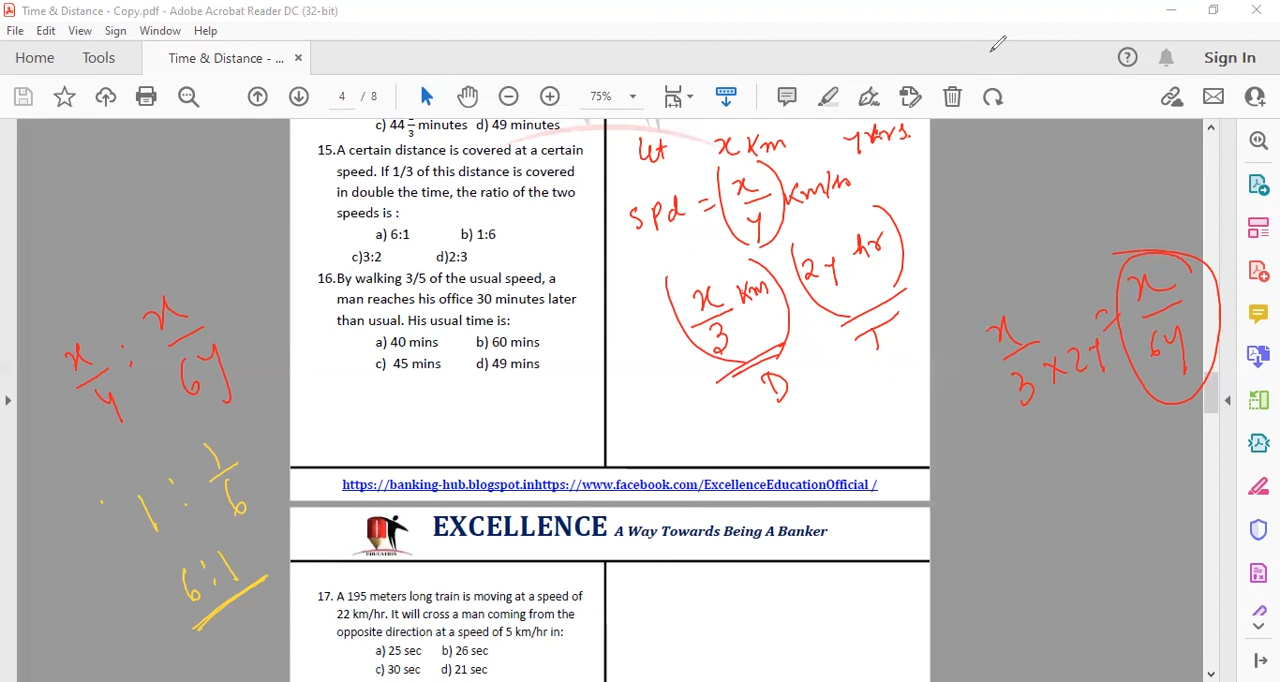 Time & Distance - Copy.pdf - Adobe Acrobat Reader DC (32-bit)
File Edit View Sign Window Help
Home Tools Time & Distance - ... × Sign In
4 / 8 75%
c) 44 minutes d) 49 minutes
15.A certain distance is covered at a certain
speed. If 1/3 of this distance is covered
in double the time, the ratio of the two
speeds is :
a) 6:1 b) 1:6
c)3:2 d)2:3
16.By walking 3/5 of the usual speed, a
man reaches his office 30 minutes later
than usual. His usual time is:
a) 40 mins b) 60 mins
c) 45 mins d) 49 mins
let x Km y hrs.
spd = x/y Km/h
x/3 Km 2y hr
D T
x/3 × 2y = x/6y
x/y : x/6y
1 : 1/6
6:1
https://banking-hub.blogspot.inhttps://www.facebook.com/ExcellenceEducationOfficial /
EXCELLENCE A Way Towards Being A Banker
EDUCATION
17. A 195 meters long train is moving at a speed of
22 km/hr. It will cross a man coming from the
opposite direction at a speed of 5 km/hr in:
a) 25 sec b) 26 sec
c) 30 sec d) 21 sec